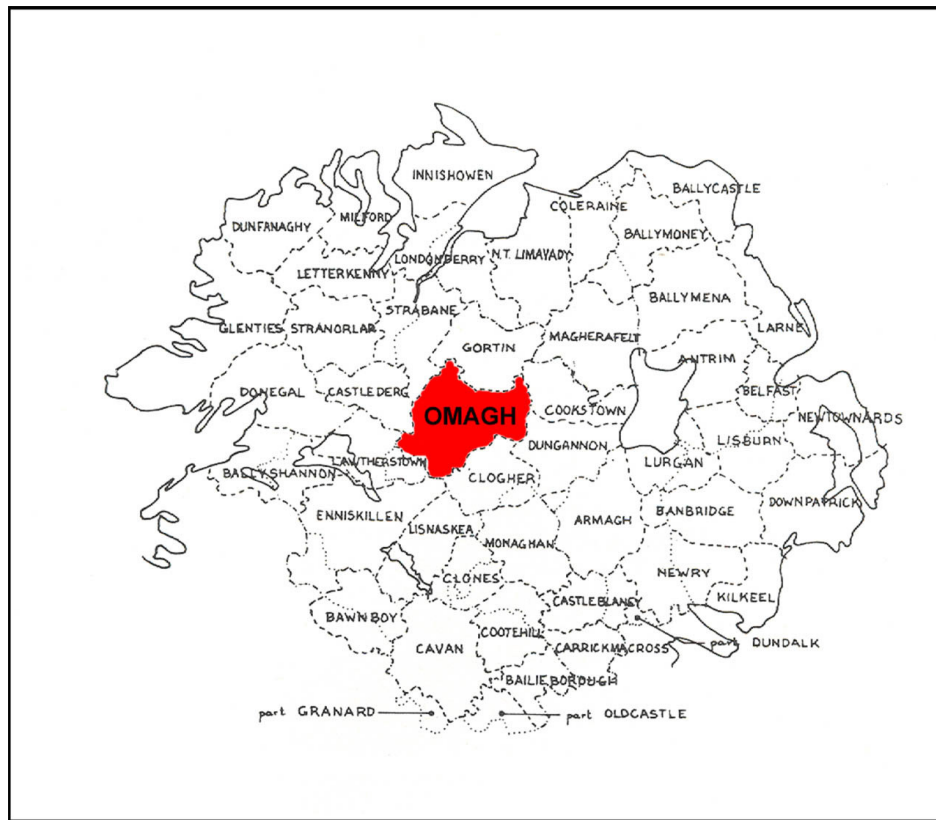 INNISHOWEN
BALLYCASTLE
COLERAINE
MILFORD
DUNFANAGHY
BALLYMONEY
LONDONDERRY
N.T. LIMAVADY
LETTERKENNY
BALLYMENA
STRABANE
GLENTIES
STRANORLAR
LARNE
MAGHERAFELT
GORTIN
ANTRIM
DONEGAL
CASTLEDERG
BELFAST
COOKSTOWN
OMAGH
NEWTOWNARDS
LISBURN
DUNGANNON
LOWTHERSTOWN
LURGAN
BALLYSHANNON
CLOGHER
DOWNPATRICK
BANBRIDGE
ENNISKILLEN
ARMAGH
LISNASKEA
MONAGHAN
NEWRY
CLONES
KILKEEL
CASTLEBLANEY
BAWNBOY
COOTEHILL
part DUNDALK
CAVAN
CARRICKMACROSS
BAILIEBOROUGH
part GRANARD
part OLDCASTLE